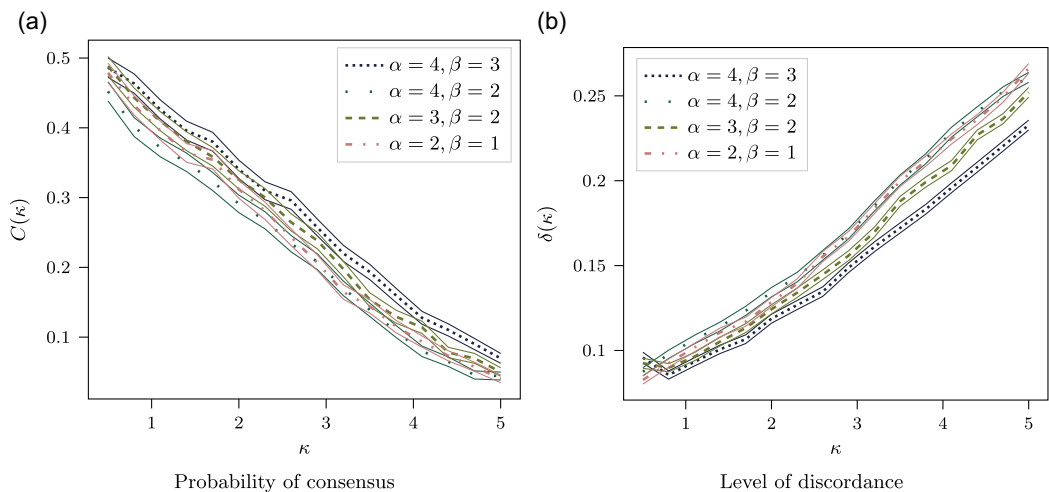 (a)
0.5
0.4
0.3
0.2
0.1
C(κ)
1 2 3 4 5
κ
α = 4, β = 3
α = 4, β = 2
α = 3, β = 2
α = 2, β = 1
Probability of consensus
(b)
0.25
0.2
0.15
0.1
δ(κ)
1 2 3 4 5
κ
α = 4, β = 3
α = 4, β = 2
α = 3, β = 2
α = 2, β = 1
Level of discordance